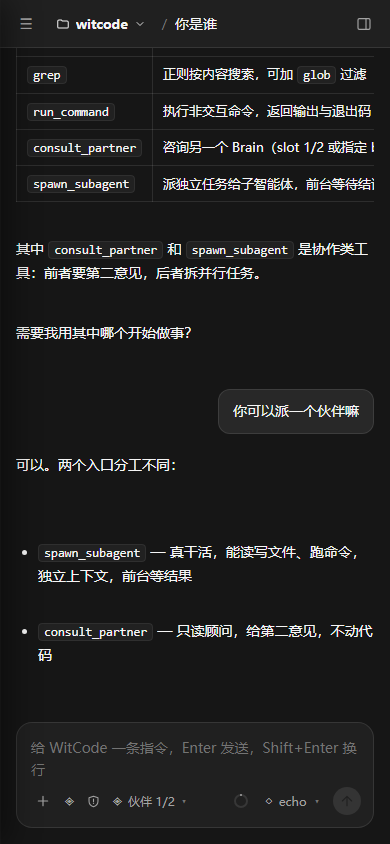 witcode / 你是谁
grep 正则按内容搜索，可加 glob 过滤
run_command 执行非交互命令，返回输出与退出码
consult_partner 咨询另一个 Brain（slot 1/2 或指定
spawn_subagent 派独立任务给子智能体，前台等待结
其中 consult_partner 和 spawn_subagent 是协作类工
具：前者要第二意见，后者拆并行任务。
需要我用其中哪个开始做事？
你可以派一个伙伴嘛
可以。两个入口分工不同：
spawn_subagent — 真干活，能读写文件、跑命令，
独立上下文，前台等结果
consult_partner — 只读顾问，给第二意见，不动代
码
给 WitCode 一条指令，Enter 发送，Shift+Enter 换
行
伙伴 1/2 echo